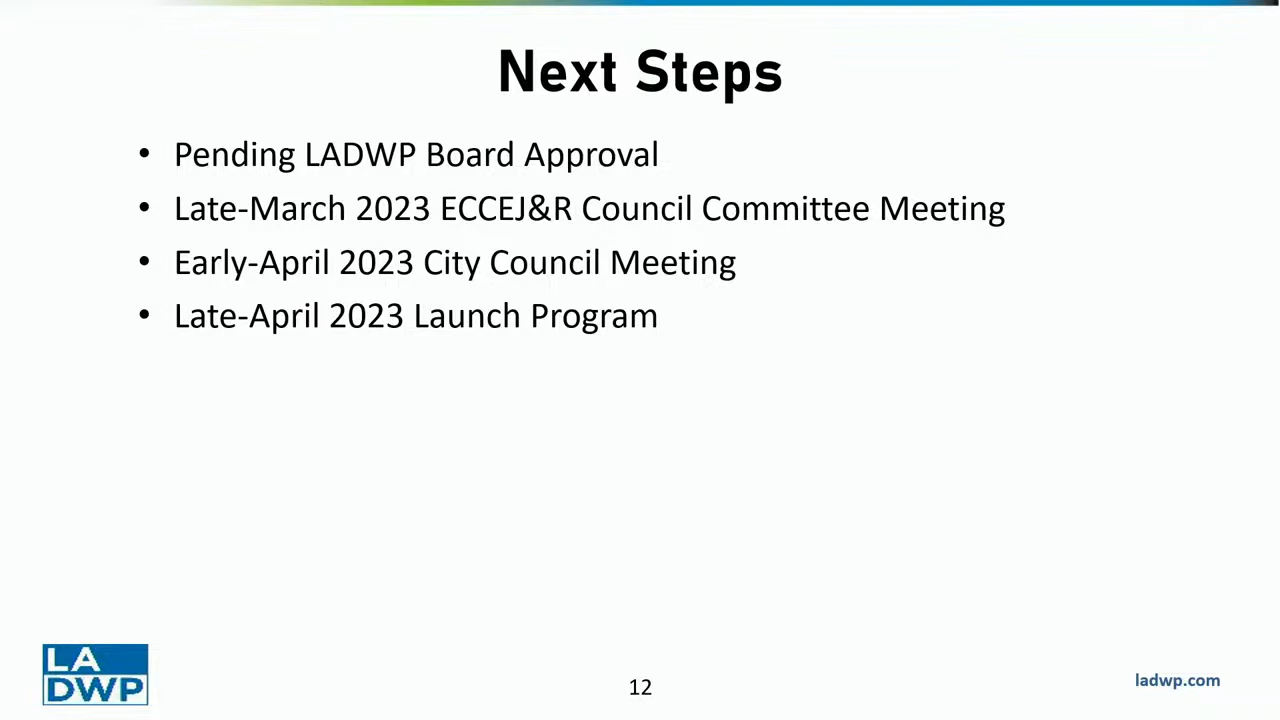 Next Steps
• Pending LADWP Board Approval
• Late-March 2023 ECCEJ&R Council Committee Meeting
• Early-April 2023 City Council Meeting
• Late-April 2023 Launch Program
LA
DWP
12
ladwp.com